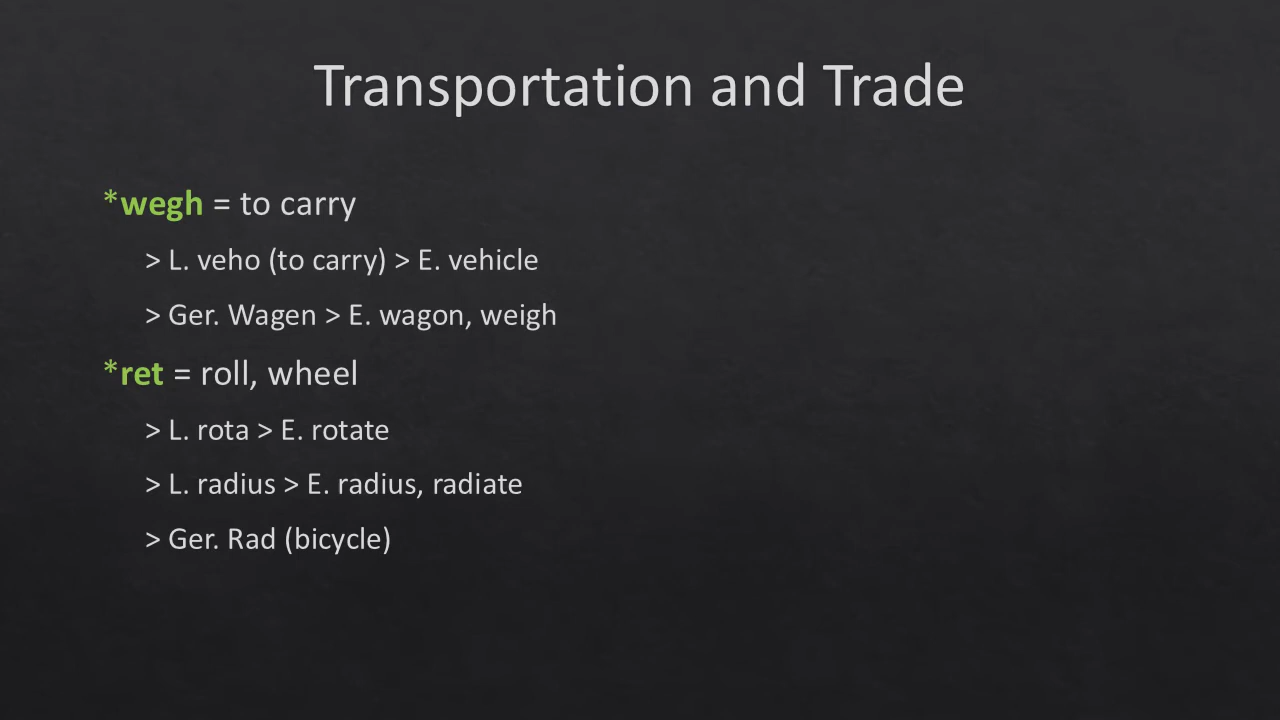 Transportation and Trade
*wegh = to carry
> L. veho (to carry) > E. vehicle
> Ger. Wagen > E. wagon, weigh
*ret = roll, wheel
> L. rota > E. rotate
> L. radius > E. radius, radiate
> Ger. Rad (bicycle)